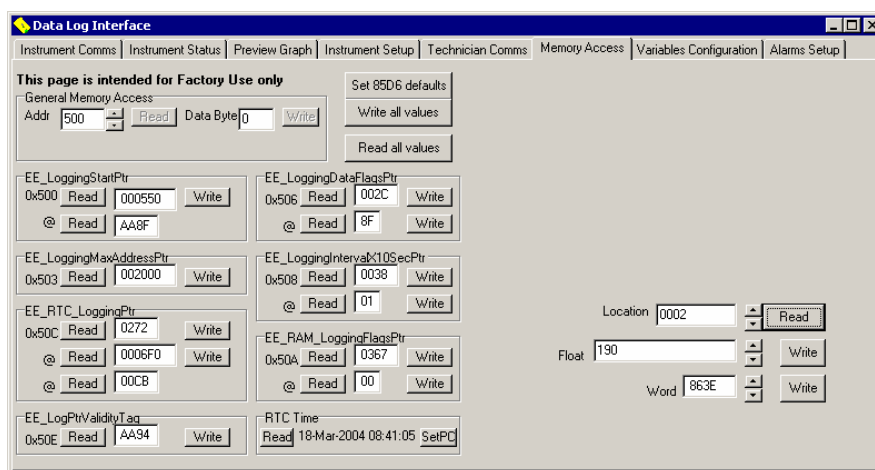 Data Log Interface
Instrument Comms Instrument Status Preview Graph Instrument Setup Technician Comms Memory Access Variables Configuration Alarms Setup
This page is intended for Factory Use only
General Memory Access
Addr 500 Read Data Byte 0 Write
Set 85D6 defaults
Write all values
Read all values
EE_LoggingStartPtr
0x500 Read 000550 Write
@ Read AA8F
EE_LoggingDataFlagsPtr
0x506 Read 002C Write
@ Read 8F Write
EE_LoggingMaxAddressPtr
0x503 Read 002000 Write
EE_LoggingIntervalX10SecPtr
0x508 Read 0038 Write
@ Read 01 Write
EE_RTC_LoggingPtr
0x50C Read 0272 Write
@ Read 0006F0 Write
@ Read 00CB
EE_RAM_LoggingFlagsPtr
0x50A Read 0367 Write
@ Read 00 Write
EE_LogPtrValidityTag
0x50E Read AA94 Write
RTC Time
Read 18-Mar-2004 08:41:05 SetPC
Location 0002 Read
Float 190 Write
Word 863E Write